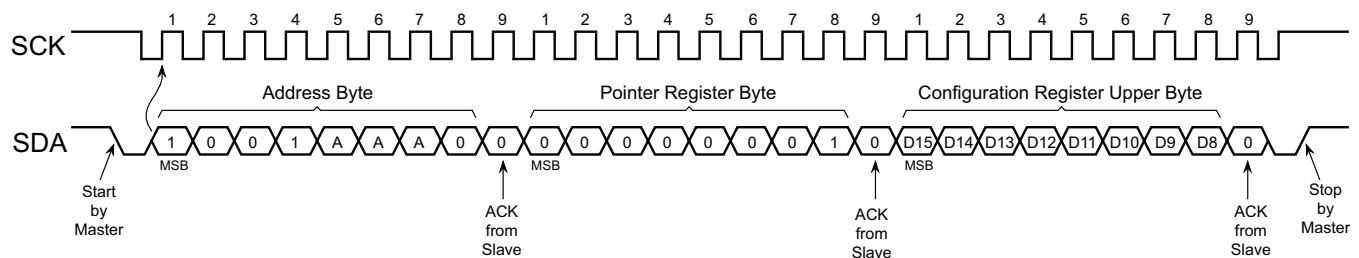 1 2 3 4 5 6 7 8 9 1 2 3 4 5 6 7 8 9 1 2 3 4 5 6 7 8 9
SCK
Address Byte Pointer Register Byte Configuration Register Upper Byte
SDA 1 0 0 1 A A A 0 0 0 0 0 0 0 0 0 1 0 D15 D14 D13 D12 D11 D10 D9 D8 0
MSB MSB MSB
Start
by
Master
ACK
from
Slave
ACK
from
Slave
ACK
from
Slave
Stop
by
Master